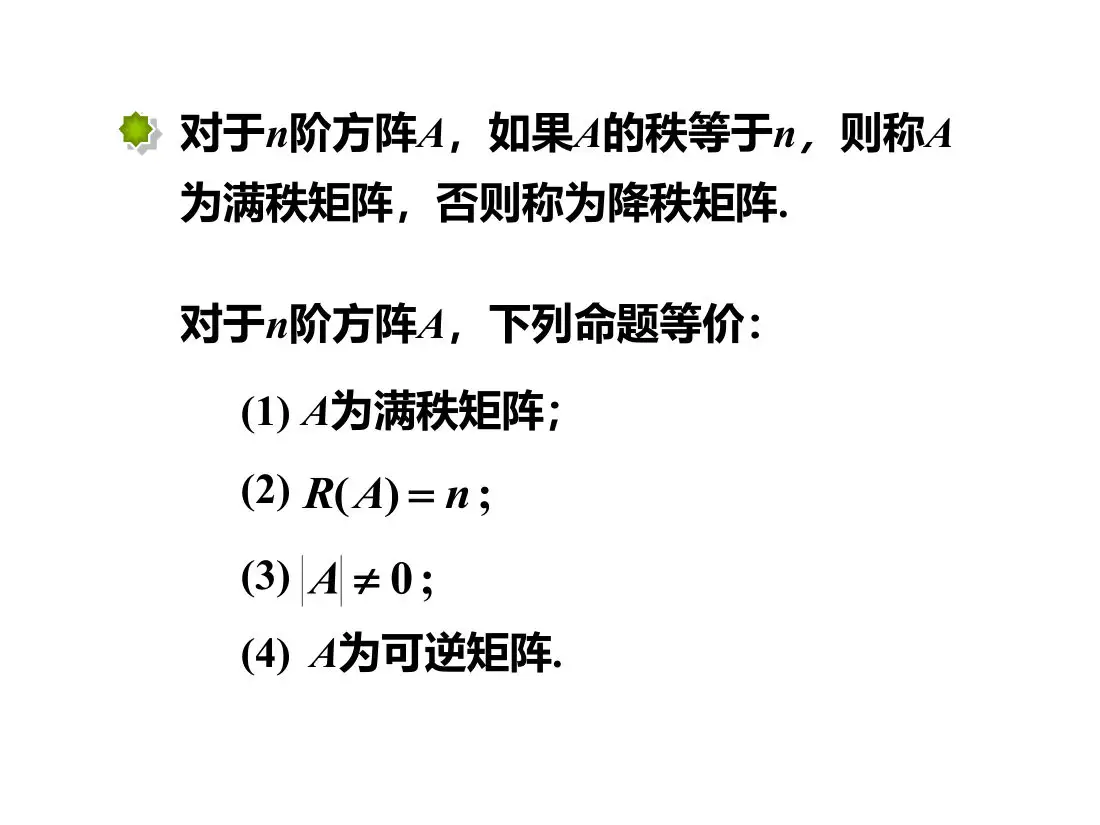 对于n阶方阵A，如果A的秩等于n，则称A
为满秩矩阵，否则称为降秩矩阵.
对于n阶方阵A，下列命题等价：
(1) A为满秩矩阵；
(2) R(A) = n ;
(3) |A| ≠ 0 ;
(4) A为可逆矩阵.